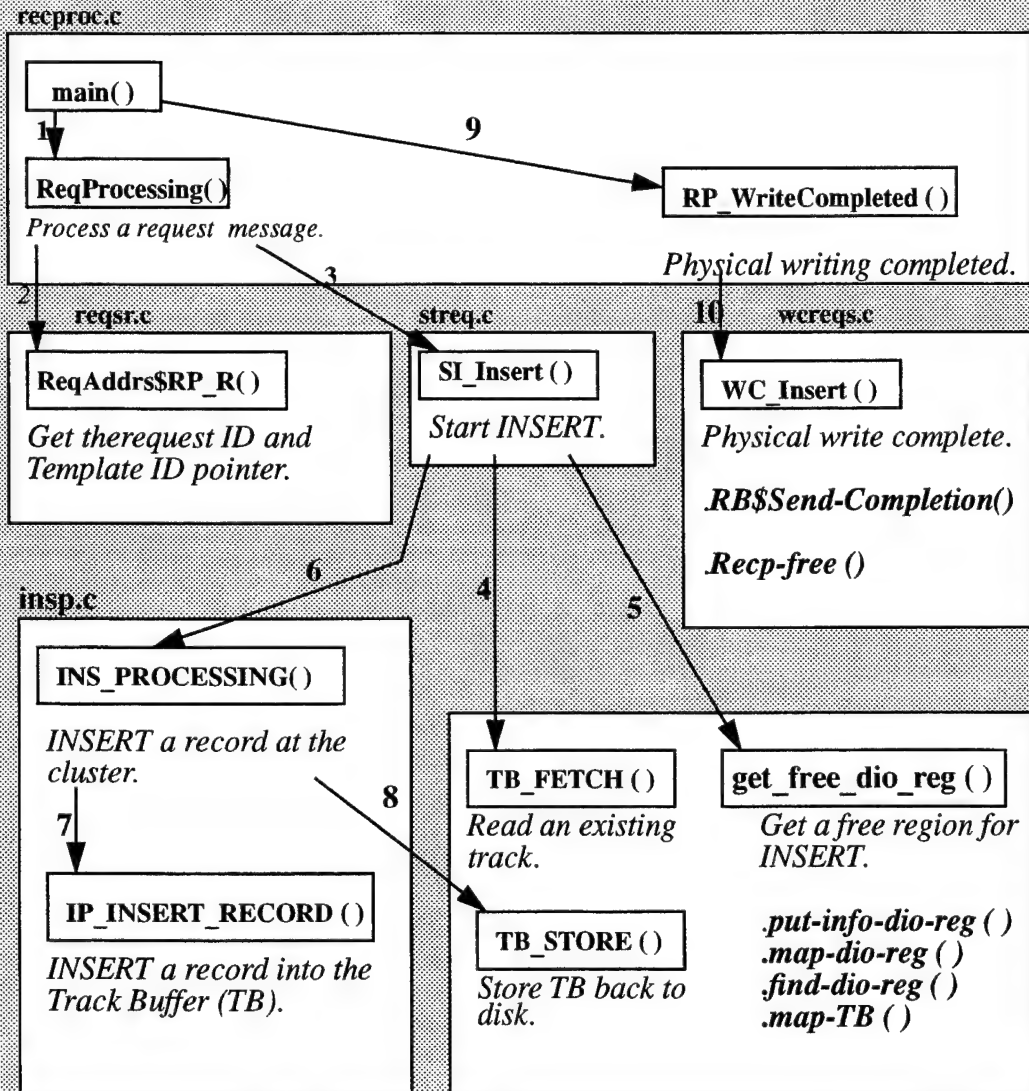 recproc.c
main( )
1
9
ReqProcessing( )
RP_WriteCompleted ( )
Process a request message.
Physical writing completed.
2
3
10
reqsr.c
streq.c
wcreqs.c
ReqAddrs$RP_R( )
SI_Insert ( )
WC_Insert ( )
Get therequest ID and
Template ID pointer.
Start INSERT.
Physical write complete.
.RB$Send-Completion()
.Recp-free ()
6
4
5
insp.c
INS_PROCESSING( )
INSERT a record at the
cluster.
7
8
TB_FETCH ( )
get_free_dio_reg ( )
Read an existing
track.
Get a free region for
INSERT.
IP_INSERT_RECORD ( )
INSERT a record into the
Track Buffer (TB).
TB_STORE ( )
Store TB back to
disk.
.put-info-dio-reg ( )
.map-dio-reg ( )
.find-dio-reg ( )
.map-TB ( )